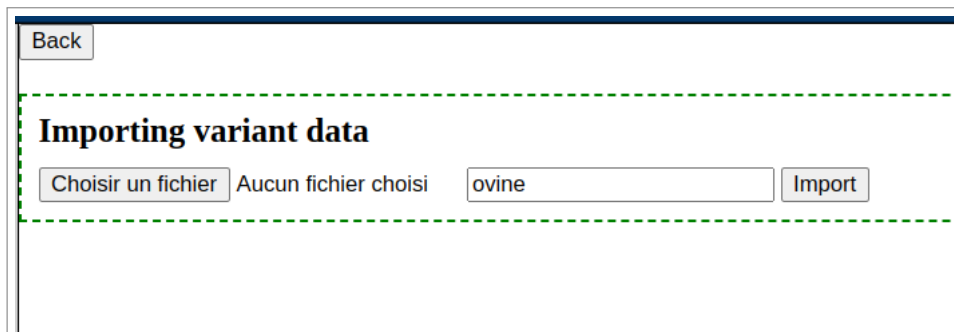 Back
Importing variant data
Choisir un fichier Aucun fichier choisi ovine Import